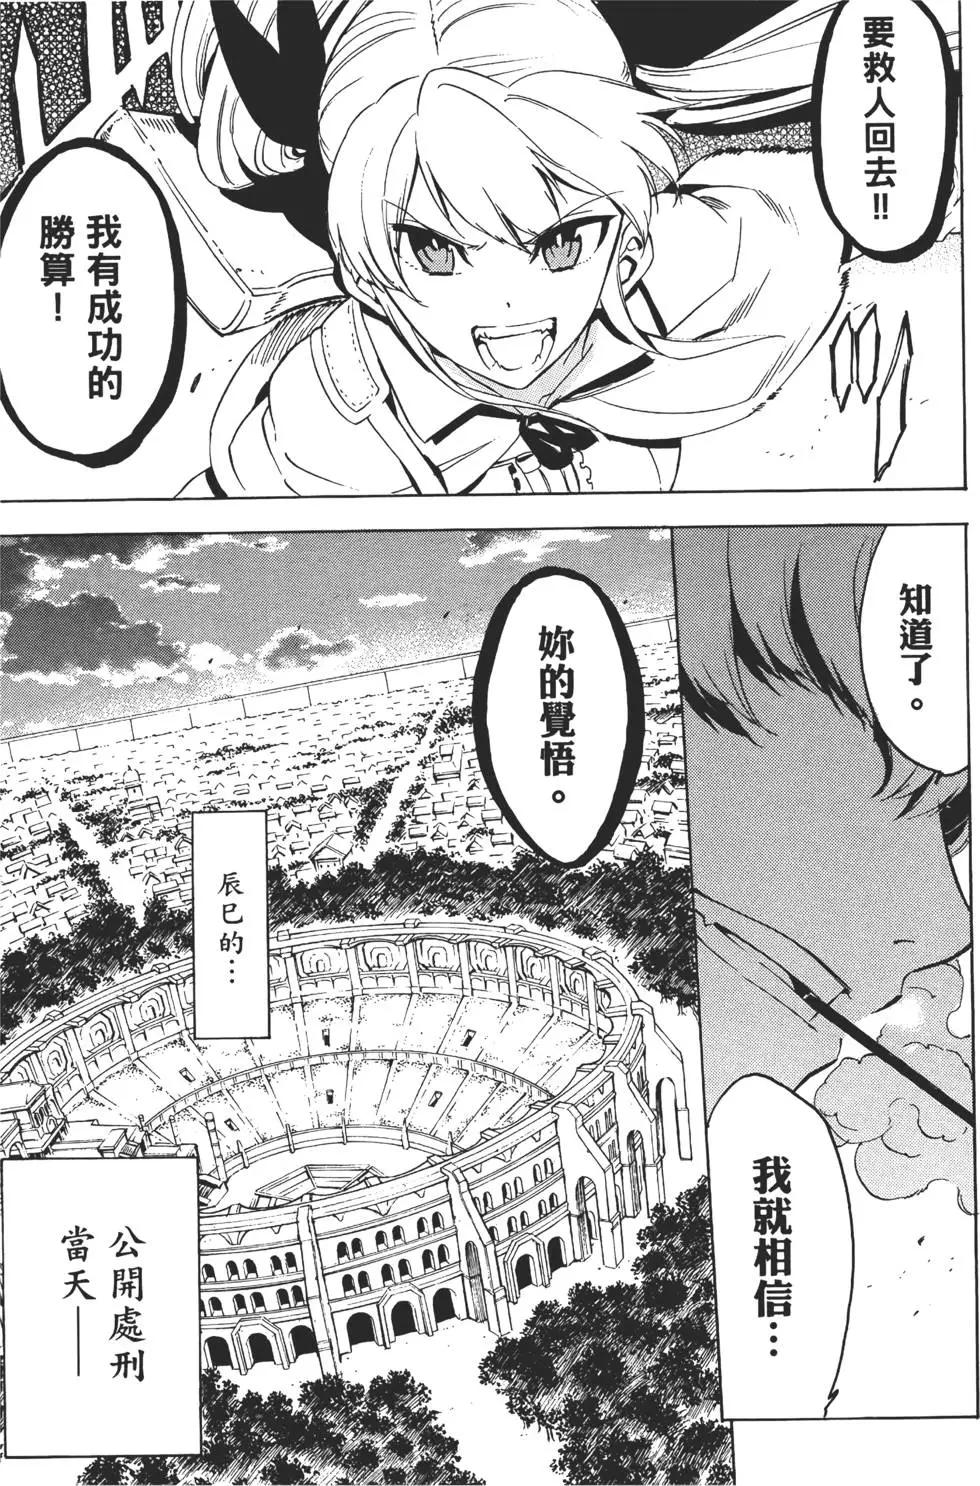 要救人回去!!
我有成功的
勝算！
知道了。
我就相信…
妳的覺悟。
辰巳的…
公開處刑
當天──